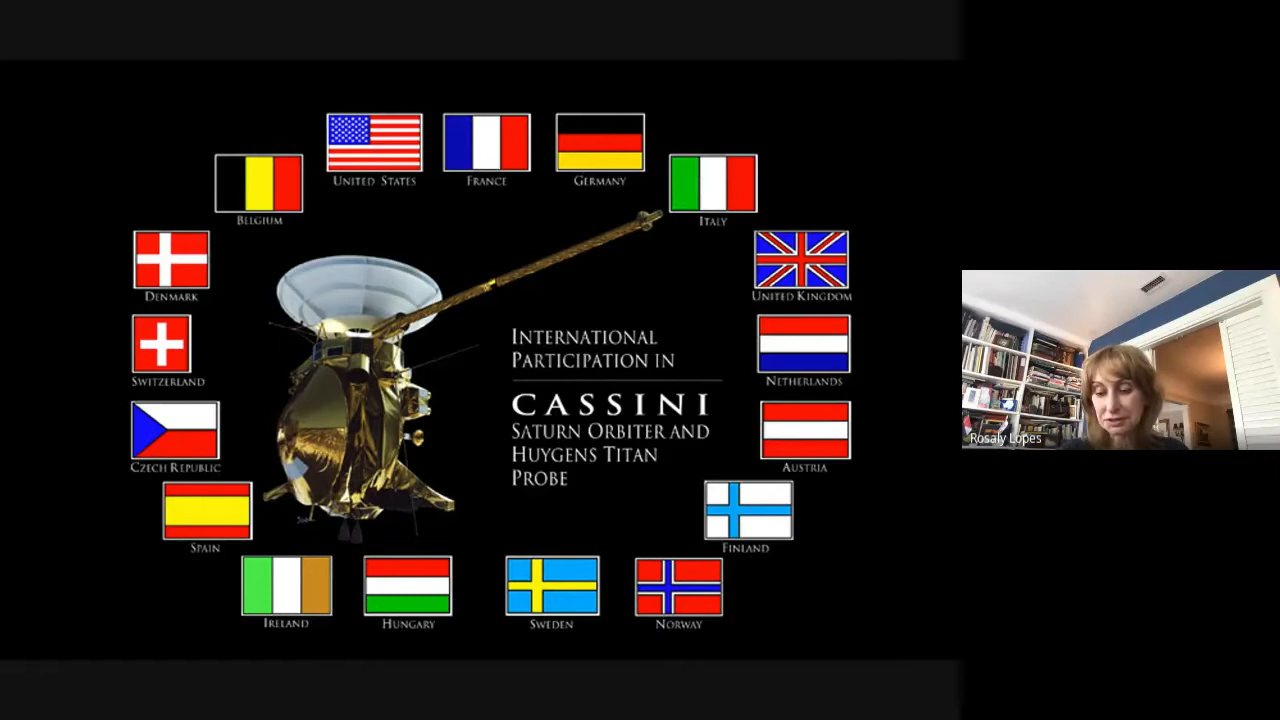 UNITED STATES
FRANCE
GERMANY
BELGIUM
ITALY
DENMARK
UNITED KINGDOM
SWITZERLAND
NETHERLANDS
CZECH REPUBLIC
AUSTRIA
SPAIN
FINLAND
IRELAND
HUNGARY
SWEDEN
NORWAY
INTERNATIONAL
PARTICIPATION IN
CASSINI
SATURN ORBITER AND
HUYGENS TITAN
PROBE
Rosaly Lopes